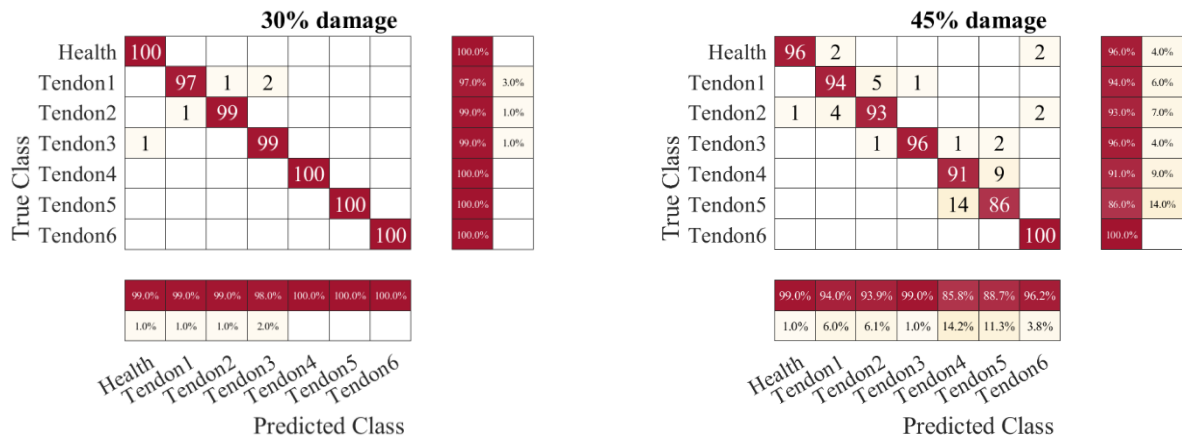 30% damage
Health 100 100.0%
Tendon1 97 1 2 97.0% 3.0%
Tendon2 1 99 99.0% 1.0%
Tendon3 1 99 99.0% 1.0%
Tendon4 100 100.0%
Tendon5 100 100.0%
Tendon6 100 100.0%
True Class
99.0% 99.0% 99.0% 98.0% 100.0% 100.0% 100.0%
1.0% 1.0% 1.0% 2.0%
Health Tendon1 Tendon2 Tendon3 Tendon4 Tendon5 Tendon6
Predicted Class
45% damage
Health 96 2 2 96.0% 4.0%
Tendon1 94 5 1 94.0% 6.0%
Tendon2 1 4 93 2 93.0% 7.0%
Tendon3 1 96 1 2 96.0% 4.0%
Tendon4 91 9 91.0% 9.0%
Tendon5 14 86 86.0% 14.0%
Tendon6 100 100.0%
True Class
99.0% 94.0% 93.9% 99.0% 85.8% 88.7% 96.2%
1.0% 6.0% 6.1% 1.0% 14.2% 11.3% 3.8%
Health Tendon1 Tendon2 Tendon3 Tendon4 Tendon5 Tendon6
Predicted Class